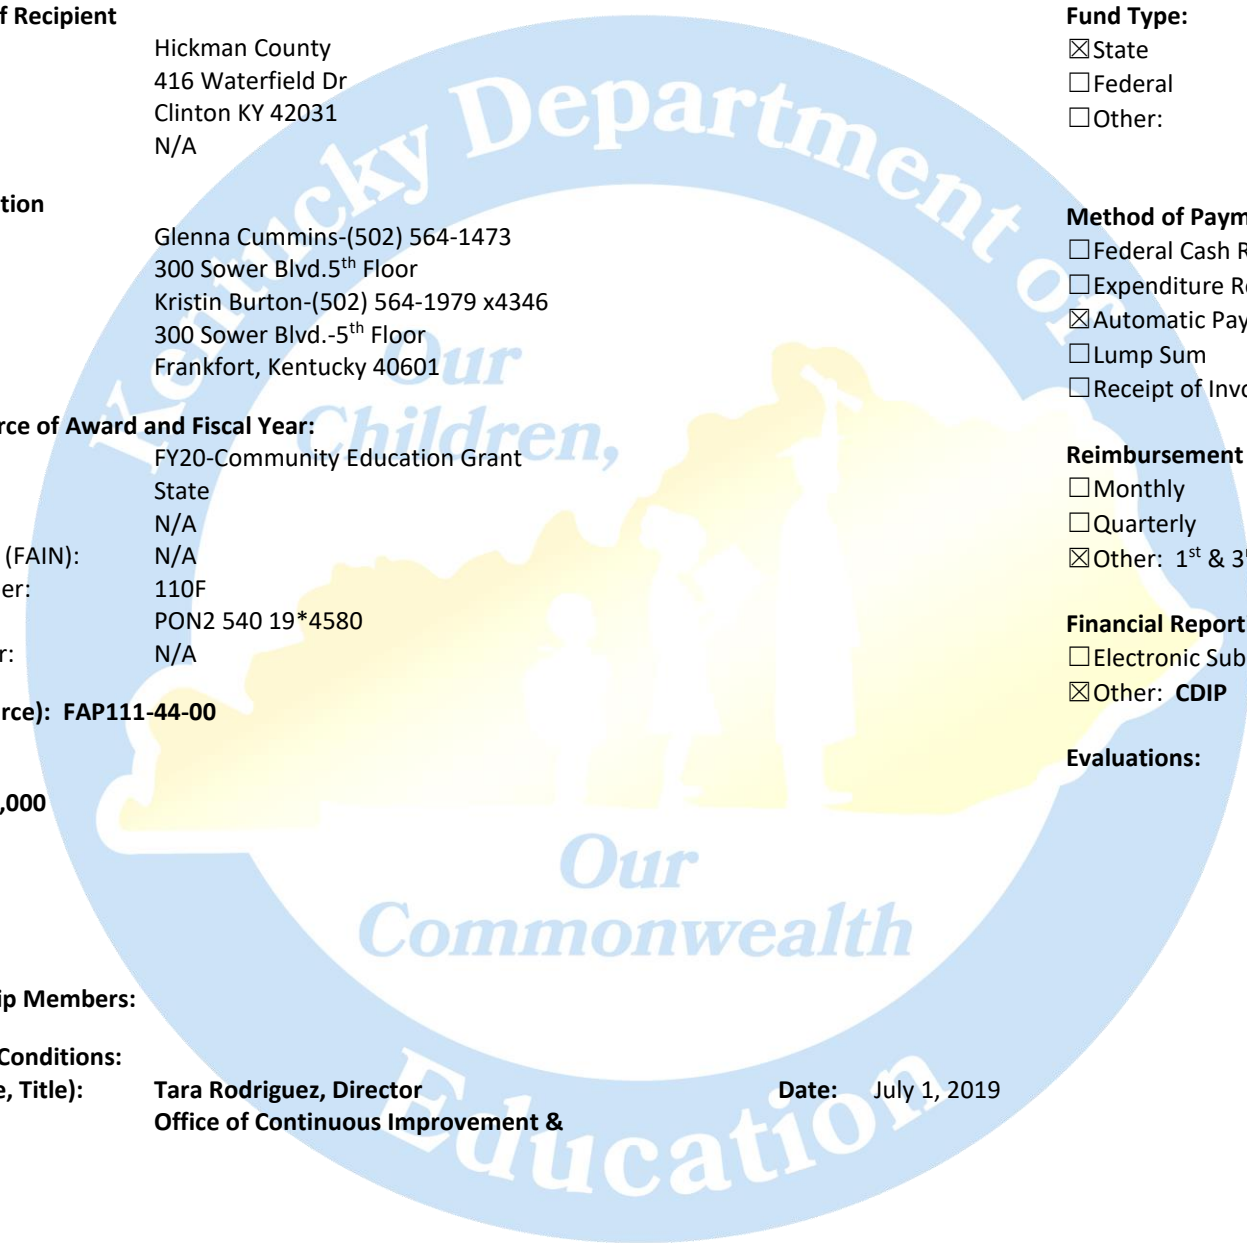 f Recipient
Hickman County
416 Waterfield Dr
Clinton KY 42031
N/A
tion
Glenna Cummins-(502) 564-1473
300 Sower Blvd.5th Floor
Kristin Burton-(502) 564-1979 x4346
300 Sower Blvd.-5th Floor
Frankfort, Kentucky 40601
rce of Award and Fiscal Year:
FY20-Community Education Grant
State
N/A
(FAIN): N/A
er: 110F
PON2 540 19*4580
r: N/A
rce): FAP111-44-00
,000
ip Members:
Conditions:
e, Title): Tara Rodriguez, Director Date: July 1, 2019
Office of Continuous Improvement &
Fund Type:
☒State
☐Federal
☐Other:
Method of Paym
☐Federal Cash R
☐Expenditure Re
☒Automatic Pay
☐Lump Sum
☐Receipt of Invo
Reimbursement
☐Monthly
☐Quarterly
☒Other: 1st & 3
Financial Report
☐Electronic Sub
☒Other: CDIP
Evaluations:
Kentucky Department of
Education
Our
Children,
Our
Commonwealth